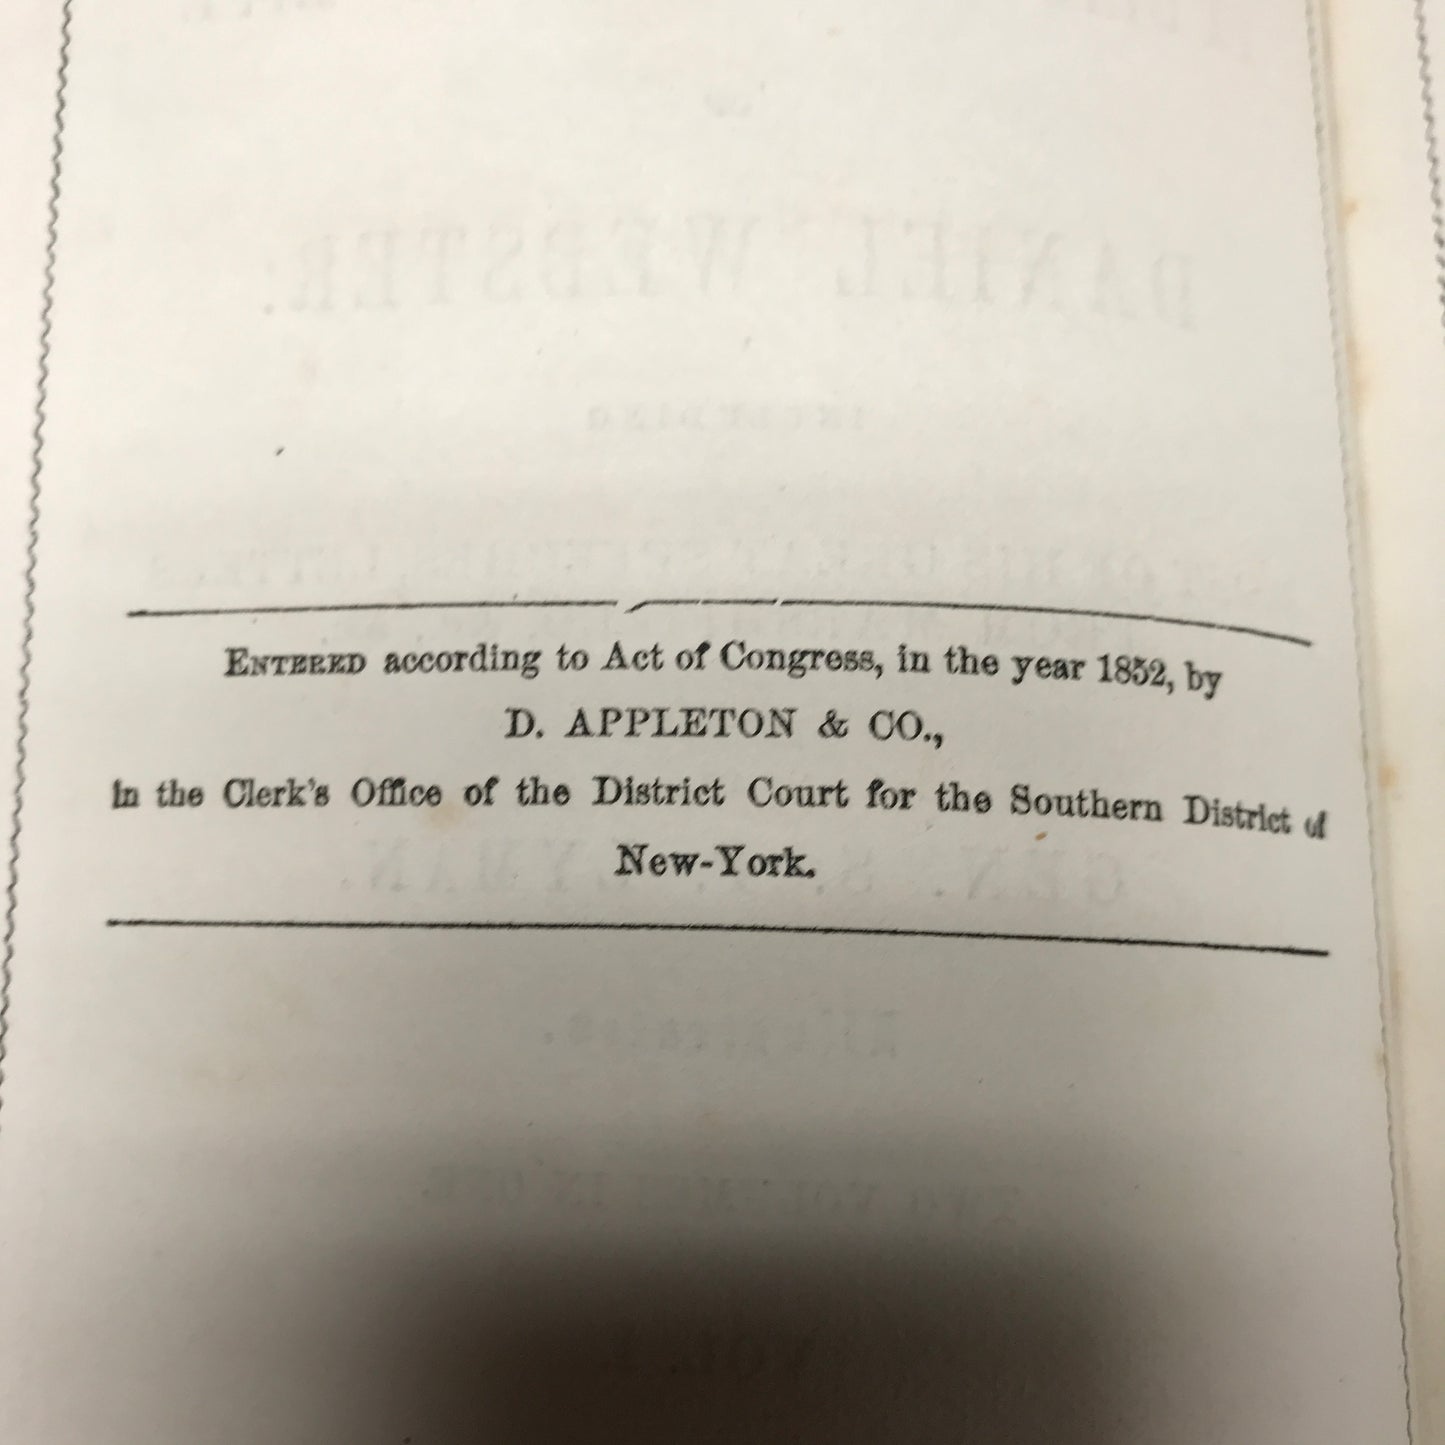 ENTERED according to Act of Congress, in the year 1852, by
D. APPLETON & CO.,
in the Clerk's Office of the District Court for the Southern District of
New-York.